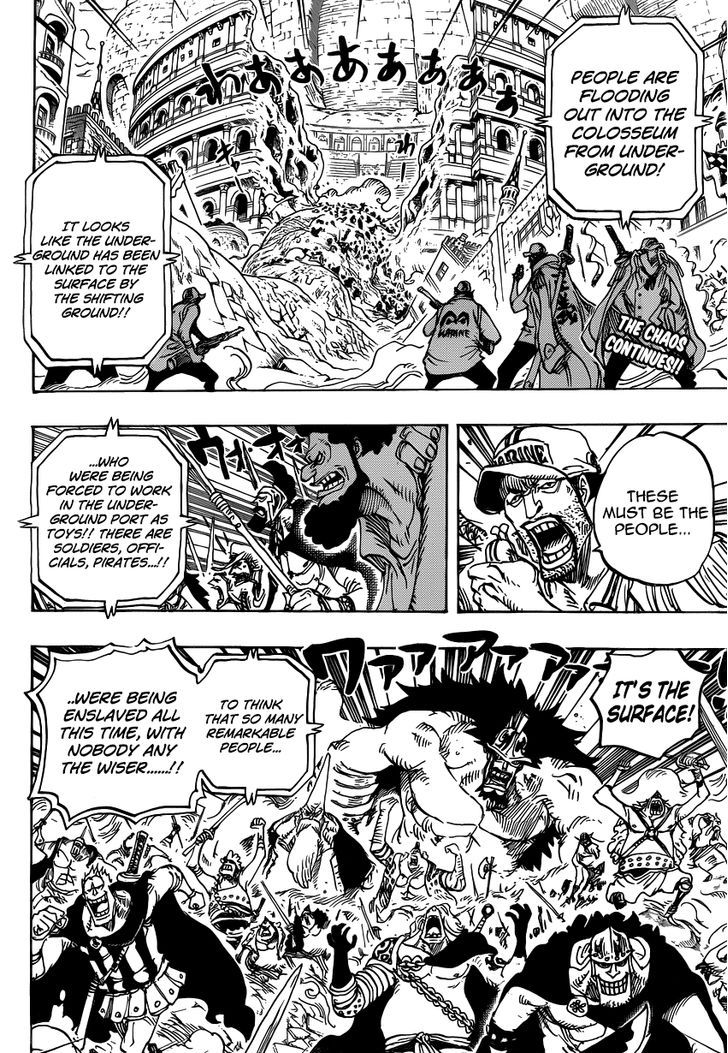 PEOPLE ARE
FLOODING
OUT INTO THE
COLOSSEUM
FROM UNDER-
GROUND!
わあああああああぁ
IT LOOKS
LIKE THE UNDER-
GROUND HAS BEEN
LINKED TO THE
SURFACE BY
THE SHIFTING
GROUND!!
THE CHAOS
CONTINUES!!
MARINE
THESE
MUST BE THE
PEOPLE...
...WHO
WERE BEING
FORCED TO WORK
IN THE UNDER-
GROUND PORT AS
TOYS!! THERE ARE
SOLDIERS, OFFI-
CIALS, PIRATES...!!
IT'S THE
SURFACE!
ワアァアアァ
TO THINK
THAT SO MANY
REMARKABLE
PEOPLE...
..WERE BEING
ENSLAVED ALL
THIS TIME, WITH
NOBODY ANY
THE WISER......!!